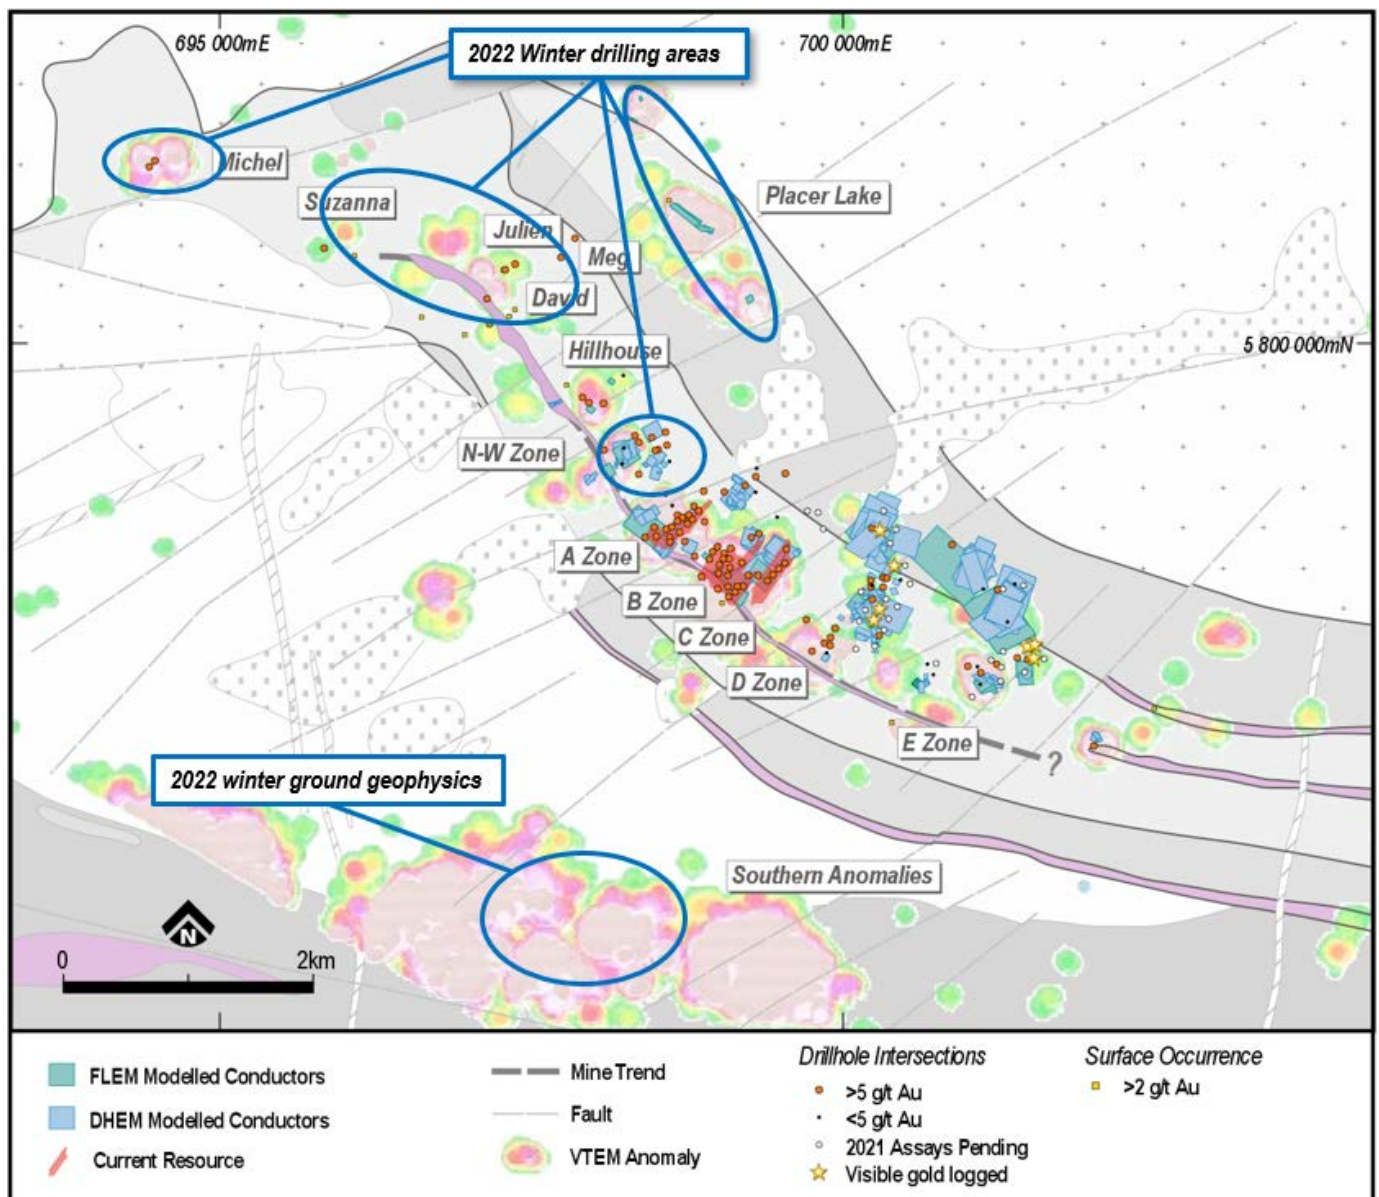 695 000mE
700 000mE
2022 Winter drilling areas
Michel
Suzanna
Placer Lake
Julien
Meg
David
5 800 000mN
Hillhouse
N-W Zone
A Zone
B Zone
C Zone
D Zone
E Zone
?
2022 winter ground geophysics
Southern Anomalies
N
0 2km
FLEM Modelled Conductors
DHEM Modelled Conductors
Current Resource
Mine Trend
Fault
VTEM Anomaly
Drillhole Intersections
>5 g/t Au
<5 g/t Au
2021 Assays Pending
Visible gold logged
Surface Occurrence
>2 g/t Au